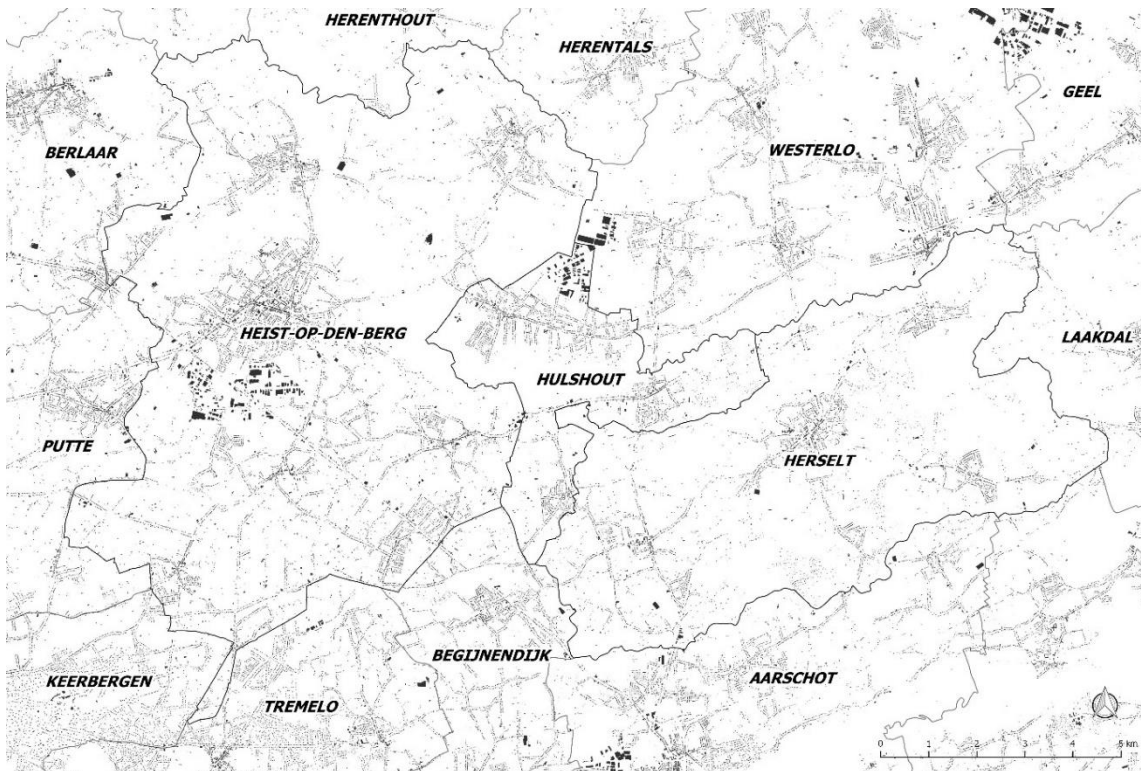 HERENTHOUT
HERENTALS
GEEL
BERLAAR
WESTERLO
HEIST-OP-DEN-BERG
LAAKDAL
HULSHOUT
PUTTE
HERSELT
BEGIJNENDIJK
KEERBERGEN
AARSCHOT
TREMELO
0 1 2 3 4 5 km